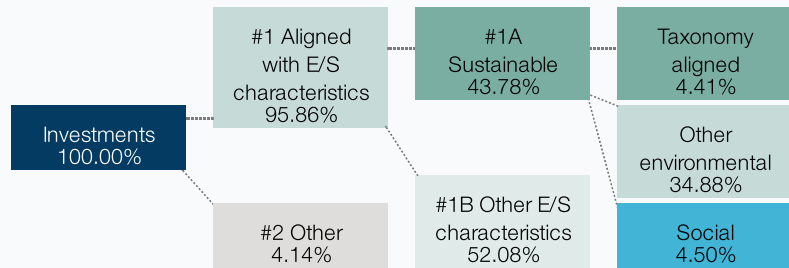 Investments
100.00%
#1 Aligned
with E/S
characteristics
95.86%
#2 Other
4.14%
#1A
Sustainable
43.78%
#1B Other E/S
characteristics
52.08%
Taxonomy
aligned
4.41%
Other
environmental
34.88%
Social
4.50%